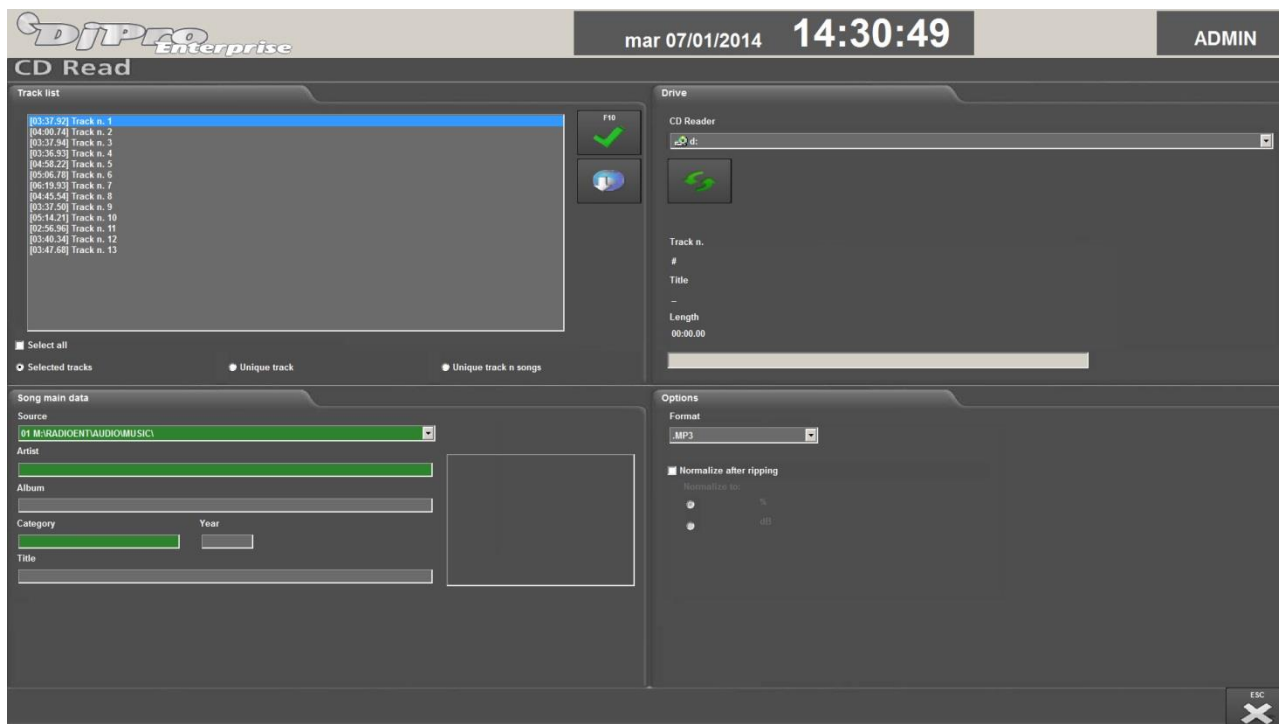 DJPro Enterprise
mar 07/01/2014 14:30:49 ADMIN
CD Read
Track list
[03:37.92] Track n. 1
[04:00.74] Track n. 2
[03:37.94] Track n. 3
[03:36.93] Track n. 4
[04:58.22] Track n. 5
[05:06.78] Track n. 6
[06:19.93] Track n. 7
[04:45.54] Track n. 8
[03:37.50] Track n. 9
[05:14.21] Track n. 10
[02:56.96] Track n. 11
[03:40.34] Track n. 12
[03:47.68] Track n. 13
F10
Select all
Selected tracks Unique track Unique track n songs
Drive
CD Reader
d:
Track n.
#
Title
_
Length
00:00.00
Song main data
Source
01 M:\RADIOENT\AUDIO\MUSIC\
Artist
Album
Category Year
Title
Options
Format
.MP3
Normalize after ripping
Normalize to:
%
dB
ESC